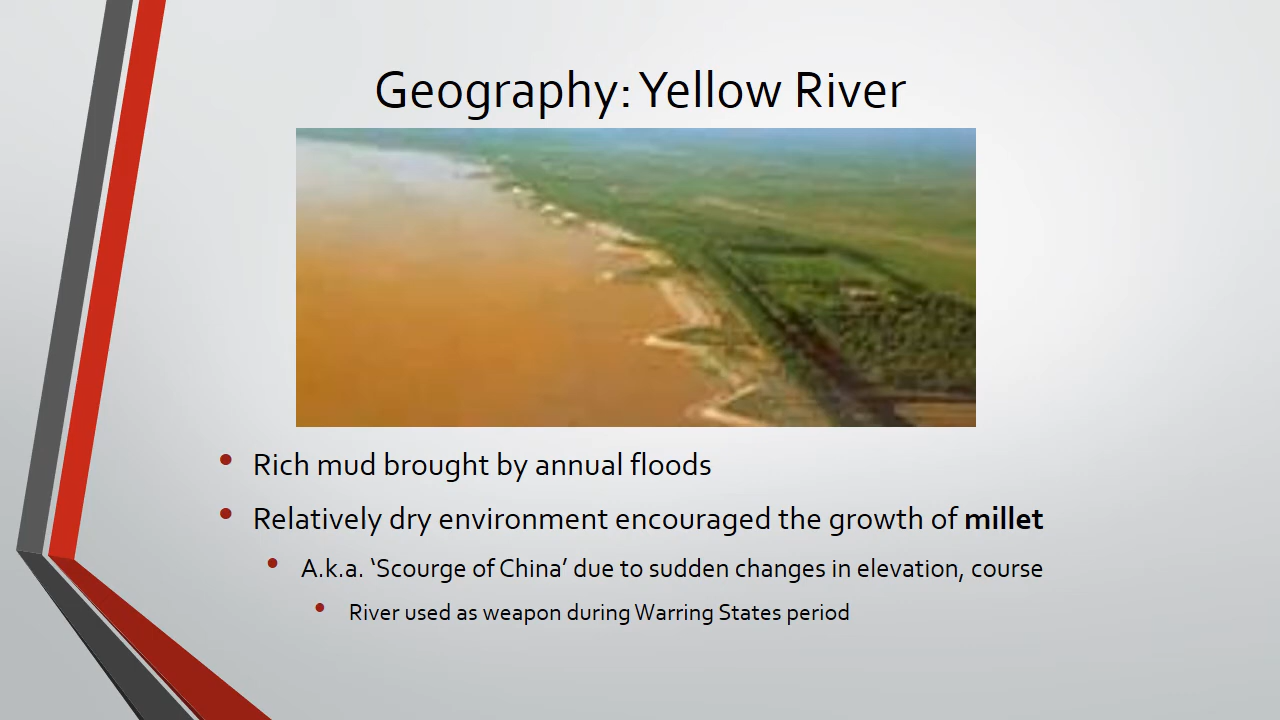 Geography: Yellow River
Rich mud brought by annual floods
Relatively dry environment encouraged the growth of millet
A.k.a. ‘Scourge of China’ due to sudden changes in elevation, course
River used as weapon during Warring States period